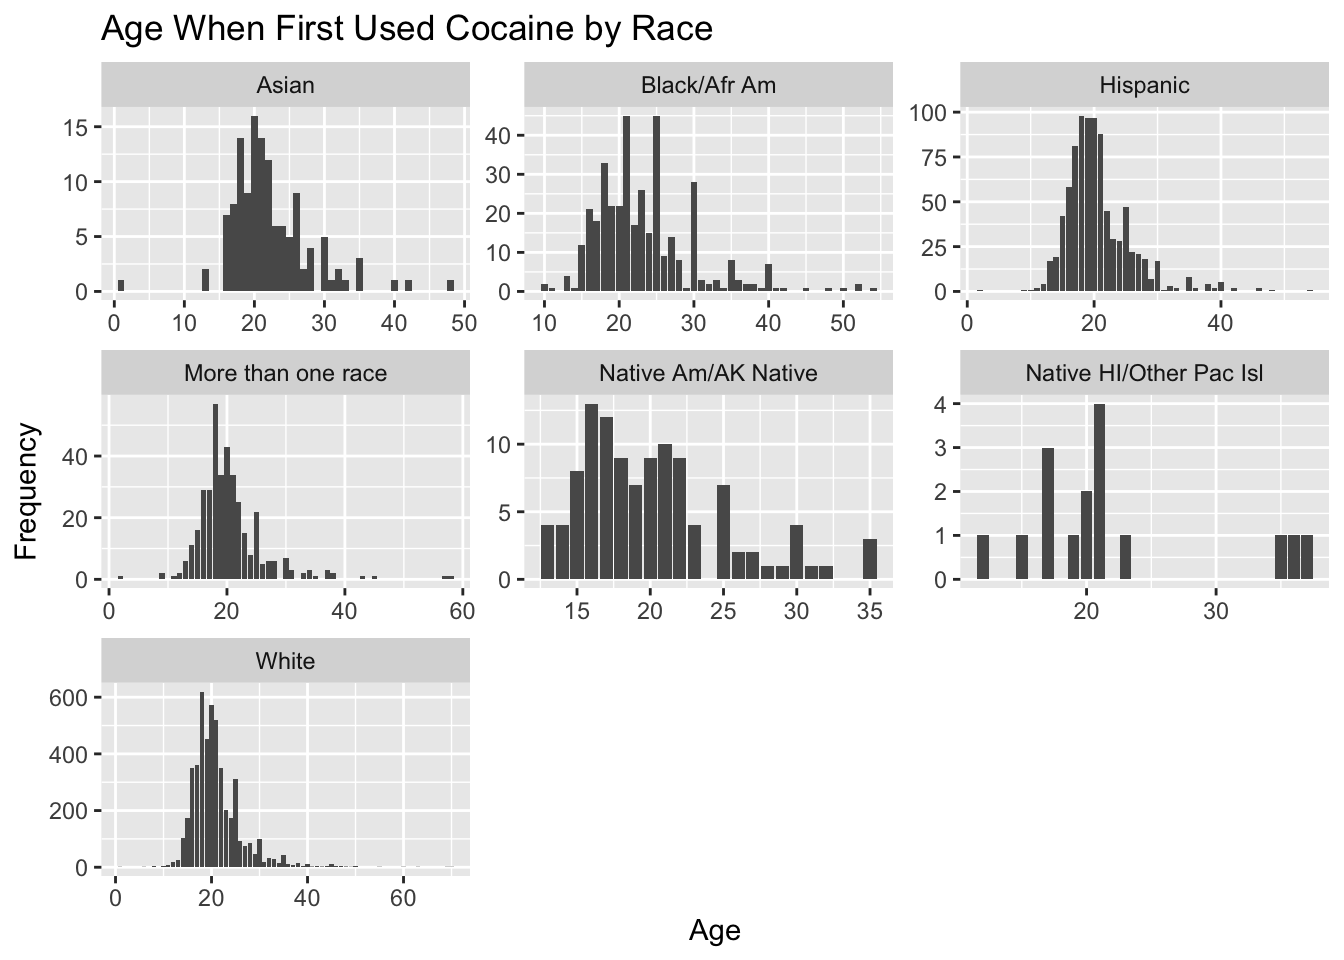 Age When First Used Cocaine by Race
Asian
Black/Afr Am
Hispanic
15
10
5
0
0 10 20 30 40 50
40
30
20
10
0
10 20 30 40 50
100
75
50
25
0
0 20 40
More than one race
Native Am/AK Native
Native HI/Other Pac Isl
40
20
0
0 20 40 60
10
5
0
15 20 25 30 35
4
3
2
1
0
20 30
White
600
400
200
0
0 20 40 60
Frequency
Age